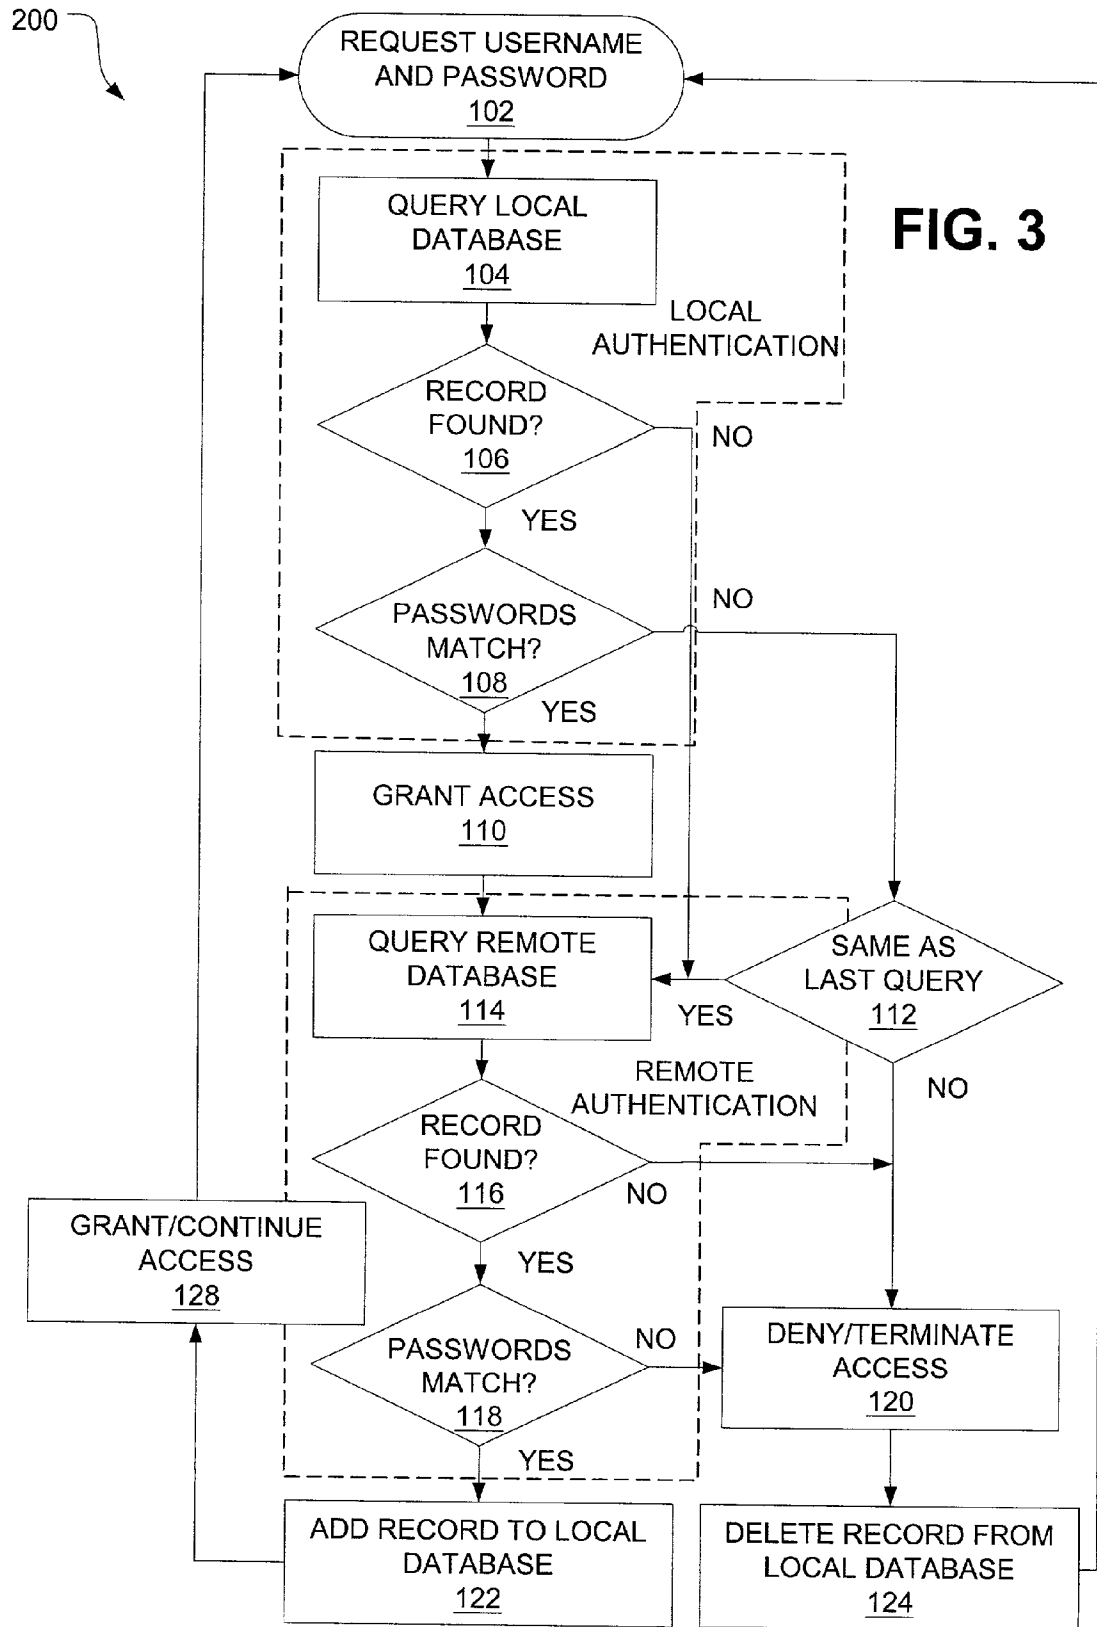 200
REQUEST USERNAME
AND PASSWORD
102
QUERY LOCAL
DATABASE
104
FIG. 3
LOCAL
AUTHENTICATION
RECORD
FOUND?
106
NO
YES
PASSWORDS
MATCH?
108
NO
YES
GRANT ACCESS
110
QUERY REMOTE
DATABASE
114
SAME AS
LAST QUERY
112
YES
NO
REMOTE
AUTHENTICATION
RECORD
FOUND?
116
NO
YES
GRANT/CONTINUE
ACCESS
128
PASSWORDS
MATCH?
118
NO
YES
DENY/TERMINATE
ACCESS
120
ADD RECORD TO LOCAL
DATABASE
122
DELETE RECORD FROM
LOCAL DATABASE
124